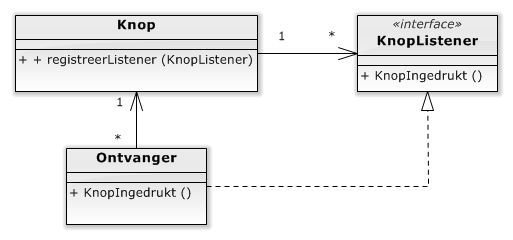 Knop
+ + registreerListener (KnopListener)
1
*
«interface»
KnopListener
+ KnopIngedrukt ()
1
*
Ontvanger
+ KnopIngedrukt ()